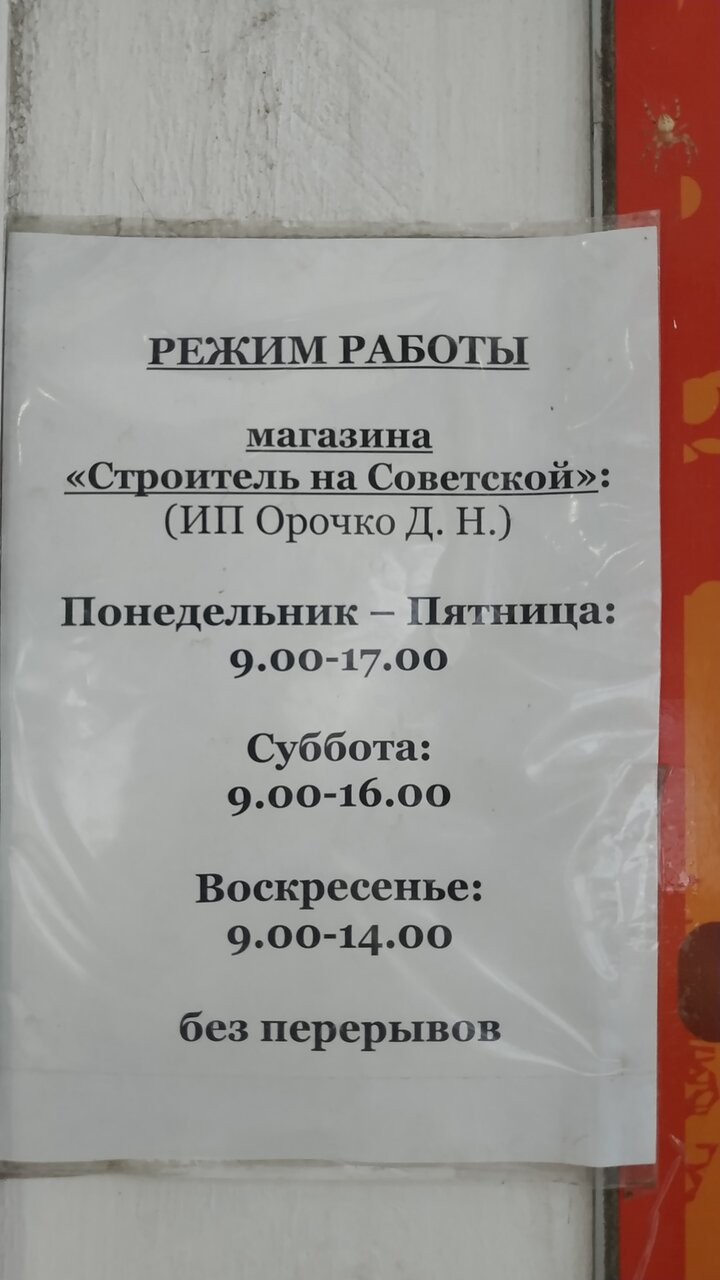 РЕЖИМ РАБОТЫ
магазина
«Строитель на Советской»:
(ИП Орочко Д. Н.)
Понедельник – Пятница:
9.00-17.00
Суббота:
9.00-16.00
Воскресенье:
9.00-14.00
без перерывов